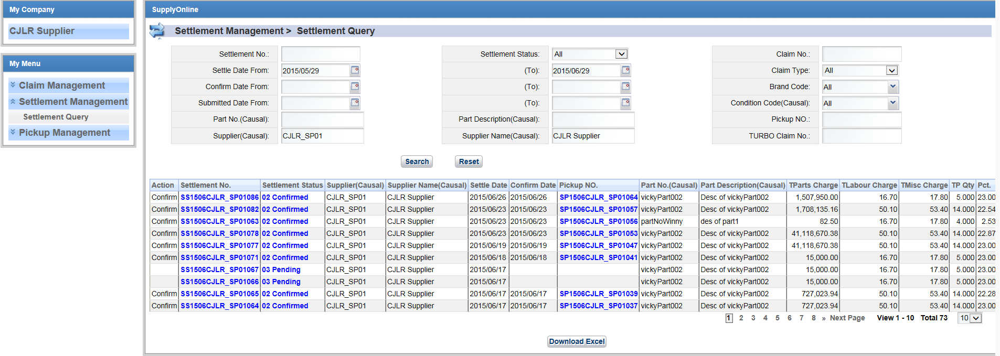 My Company
CJLR Supplier
My Menu
Claim Management
Settlement Management
Settlement Query
Pickup Management
SupplyOnline
Settlement Management > Settlement Query
Settlement No.: Settlement Status: All Claim No.:
Settle Date From: 2015/05/29 (To): 2015/06/29 Claim Type: All
Confirm Date From: (To): Brand Code: All
Submitted Date From: (To): Condition Code(Causal): All
Part No.(Causal): Part Description(Causal): Pickup NO.:
Supplier(Causal): CJLR_SP01 Supplier Name(Causal): CJLR Supplier TURBO Claim No.:
Search Reset
Action Settlement No. Settlement Status Supplier(Causal) Supplier Name(Causal) Settle Date Confirm Date Pickup NO. Part No.(Causal) Part Description(Causal) TParts Charge TLabour Charge TMisc Charge TP Qty Pct.
Confirm SS1506CJLR_SP01086 02 Confirmed CJLR_SP01 CJLR Supplier 2015/06/26 2015/06/26 SP1506CJLR_SP01064 vickyPart002 Desc of vickyPart002 1,507,950.00 16.70 17.80 5.000 23.00
Confirm SS1506CJLR_SP01082 02 Confirmed CJLR_SP01 CJLR Supplier 2015/06/23 2015/06/23 SP1506CJLR_SP01057 vickyPart002 Desc of vickyPart002 1,708,135.16 50.10 53.40 14.000 22.54
Confirm SS1506CJLR_SP01063 02 Confirmed CJLR_SP01 CJLR Supplier 2015/06/23 2015/06/23 SP1506CJLR_SP01056 partNoWinny des of part1 82.50 16.70 17.80 4.000 2.53
Confirm SS1506CJLR_SP01078 02 Confirmed CJLR_SP01 CJLR Supplier 2015/06/23 2015/06/23 SP1506CJLR_SP01053 vickyPart002 Desc of vickyPart002 41,118,670.38 50.10 53.40 14.000 22.87
Confirm SS1506CJLR_SP01077 02 Confirmed CJLR_SP01 CJLR Supplier 2015/06/19 2015/06/19 SP1506CJLR_SP01047 vickyPart002 Desc of vickyPart002 41,118,670.38 50.10 53.40 14.000 23.00
Confirm SS1506CJLR_SP01071 02 Confirmed CJLR_SP01 CJLR Supplier 2015/06/18 2015/06/18 SP1506CJLR_SP01041 vickyPart002 Desc of vickyPart002 15,000.00 16.70 17.80 5.000 23.00
SS1506CJLR_SP01067 03 Pending CJLR_SP01 CJLR Supplier 2015/06/17 vickyPart002 Desc of vickyPart002 15,000.00 16.70 17.80 5.000 23.00
SS1506CJLR_SP01066 03 Pending CJLR_SP01 CJLR Supplier 2015/06/17 vickyPart002 Desc of vickyPart002 15,000.00 16.70 17.80 5.000 23.00
Confirm SS1506CJLR_SP01065 02 Confirmed CJLR_SP01 CJLR Supplier 2015/06/17 2015/06/17 SP1506CJLR_SP01039 vickyPart002 Desc of vickyPart002 727,023.94 50.10 53.40 14.000 22.28
Confirm SS1506CJLR_SP01064 02 Confirmed CJLR_SP01 CJLR Supplier 2015/06/17 2015/06/17 SP1506CJLR_SP01037 vickyPart002 Desc of vickyPart002 727,023.94 50.10 53.40 14.000 23.00
1 2 3 4 5 6 7 8 » Next Page View 1 - 10 Total 73 10
Download Excel